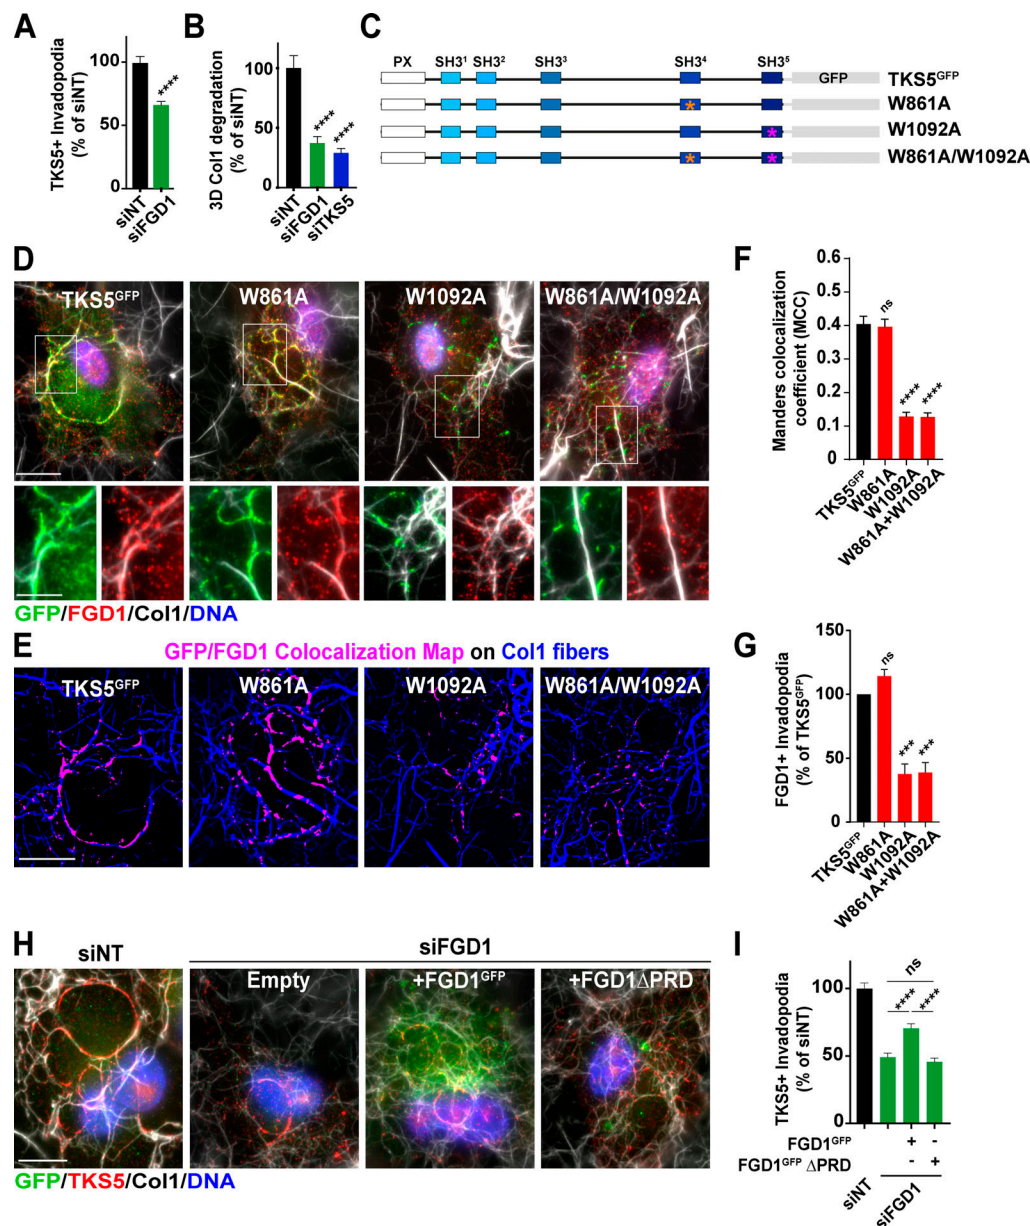 A
TKS5+ Invadopodia
(% of siNT)
100
50
0
****
siNT
siFGD1
B
3D Col1 degradation
(% of siNT)
100
50
0
****
****
siNT
siFGD1
siTKS5
C
PX
SH3¹
SH3²
SH3³
SH3⁴
SH3⁵
GFP
TKS5ᴳᶠᴾ
* W861A
* W1092A
* * W861A/W1092A
D
TKS5ᴳᶠᴾ
W861A
W1092A
W861A/W1092A
GFP/FGD1/Col1/DNA
E
GFP/FGD1 Colocalization Map on Col1 fibers
TKS5ᴳᶠᴾ
W861A
W1092A
W861A/W1092A
F
Manders colocalization
coefficient (MCC)
0.6
0.4
0.3
0.2
0.1
0
ns
****
****
TKS5ᴳᶠᴾ
W861A
W1092A
W861A+W1092A
G
FGD1+ Invadopodia
(% of TKS5ᴳᶠᴾ)
150
100
50
0
ns
***
***
TKS5ᴳᶠᴾ
W861A
W1092A
W861A+W1092A
H
siNT
siFGD1
Empty
+FGD1ᴳᶠᴾ
+FGD1ΔPRD
GFP/TKS5/Col1/DNA
I
TKS5+ Invadopodia
(% of siNT)
100
50
0
ns
****
****
FGD1ᴳᶠᴾ + -
FGD1ᴳᶠᴾ ΔPRD - +
siNT
siFGD1